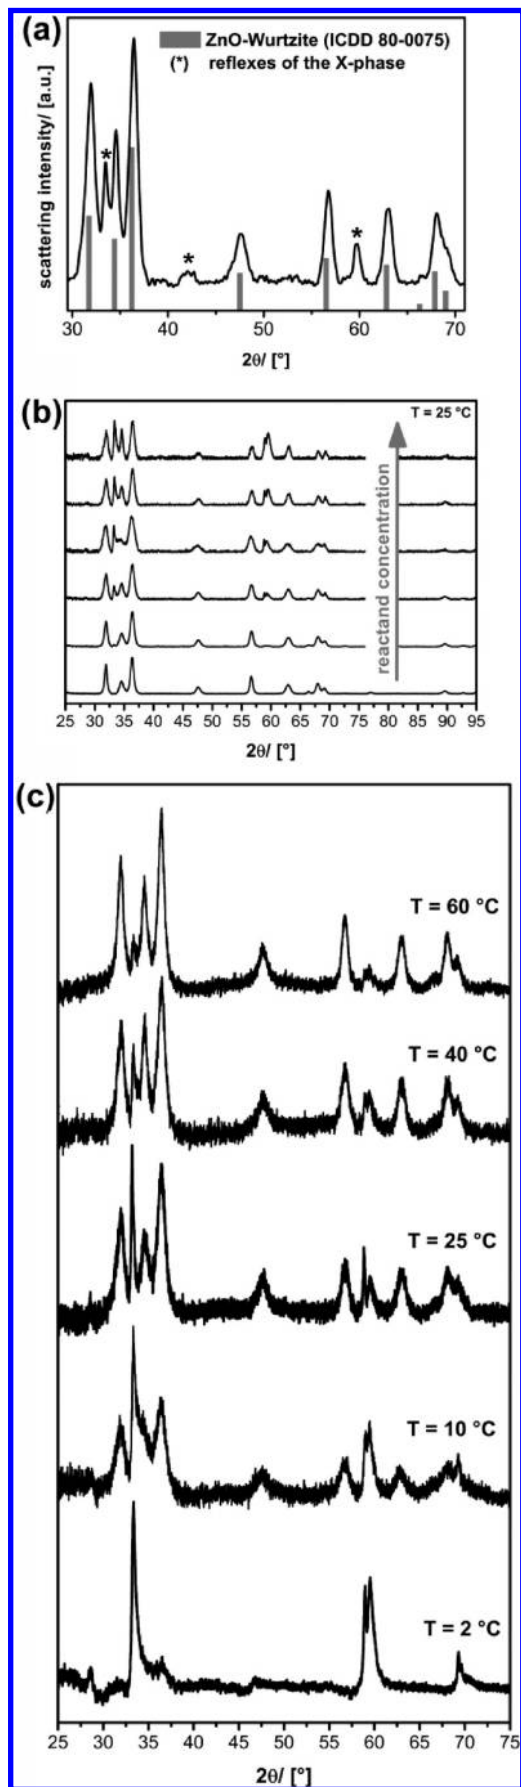 (a)
ZnO-Wurtzite (ICDD 80-0075)
(*) reflexes of the X-phase
scattering intensity/ [a.u.]
*
*
*
30 40 50 60 70
2θ/ [°]
(b)
T = 25 °C
reactand concentration
25 30 35 40 45 50 55 60 65 70 75 80 85 90 95
2θ/ [°]
(c)
T = 60 °C
T = 40 °C
T = 25 °C
T = 10 °C
T = 2 °C
25 30 35 40 45 50 55 60 65 70 75
2θ/ [°]